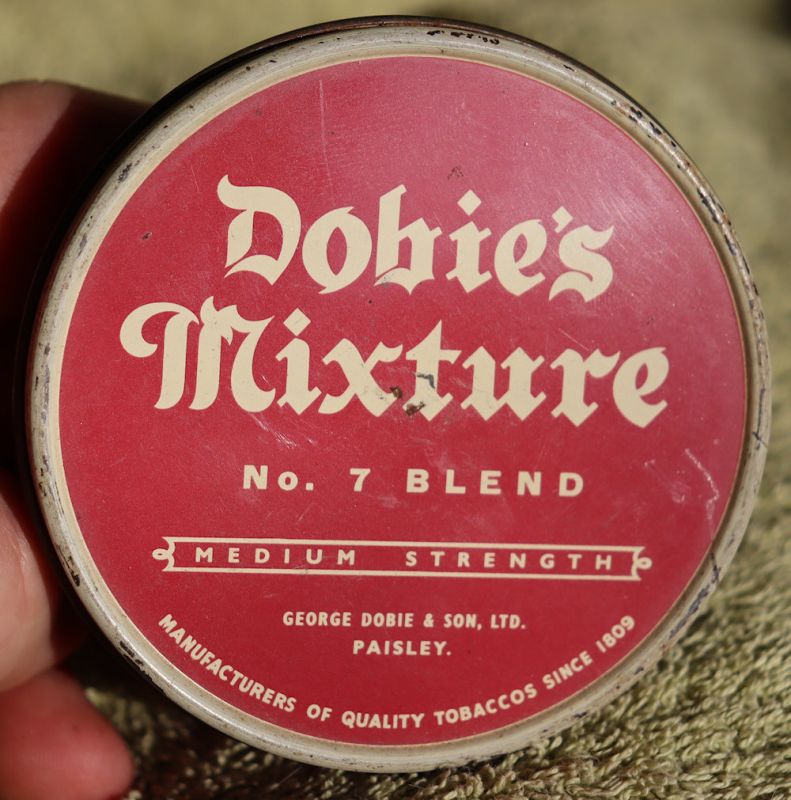 Dobie's
Mixture
No. 7 BLEND
MEDIUM STRENGTH
GEORGE DOBIE & SON, LTD.
PAISLEY.
MANUFACTURERS OF QUALITY TOBACCOS SINCE 1809